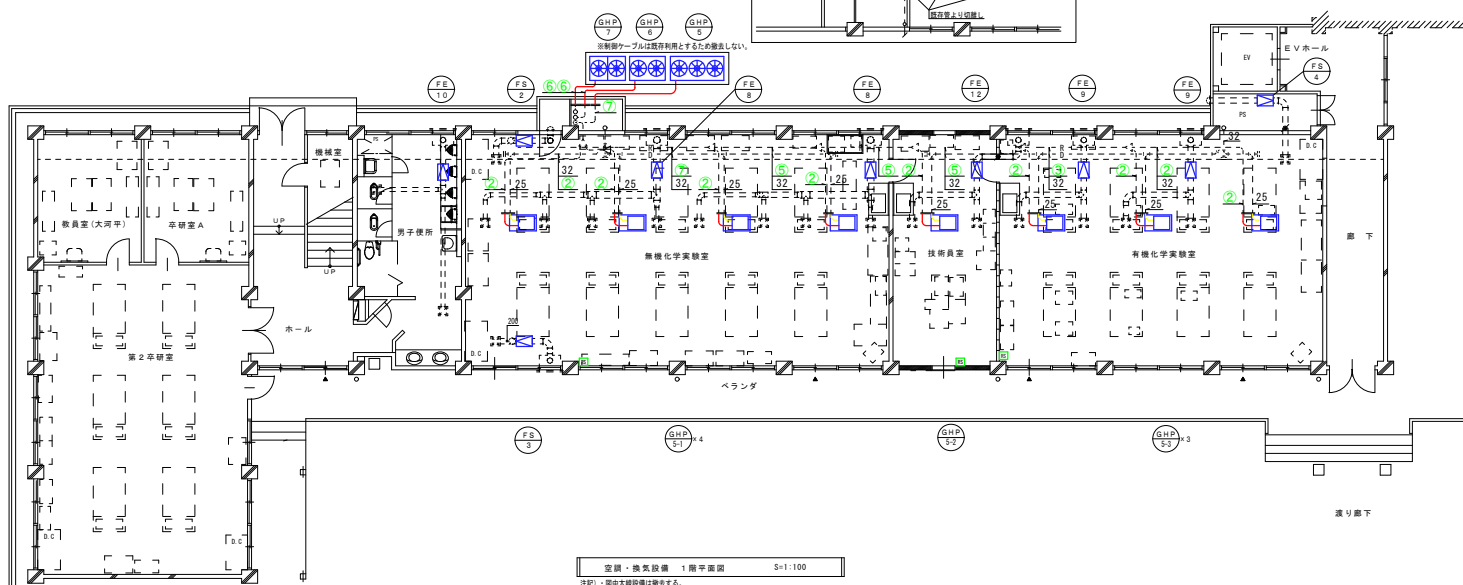 既存管より切離し
GHP
7
GHP
6
GHP
5
※制御ケーブルは既存利用とするため撤去しない。
FE
10
FS
2
⑥⑥
⑦
FE
8
FE
8
FE
12
FE
9
FE
9
FS
4
EVホール
EV
PS
PS
機械室
D.C
D.C
32
32
32
32
32
32
32
②
②
②
⑦
②
⑤
②
⑤
②
⑤
②
②
②
②
25
25
25
25
25
25
25
25
教員室(大河平)
卒研室A
UP
UP
男子便所
無機化学実験室
技術員室
有機化学実験室
廊 下
ホール
第2卒研室
200
D.C
RS
RS
RS
ベランダ
FS
3
GHP
5-1
×4
GHP
5-2
GHP
5-3
×3
D.C
D.C
渡り廊下
空調・換気設備 1階平面図 S=1:100
注記)・図中太線設備は撤去する。